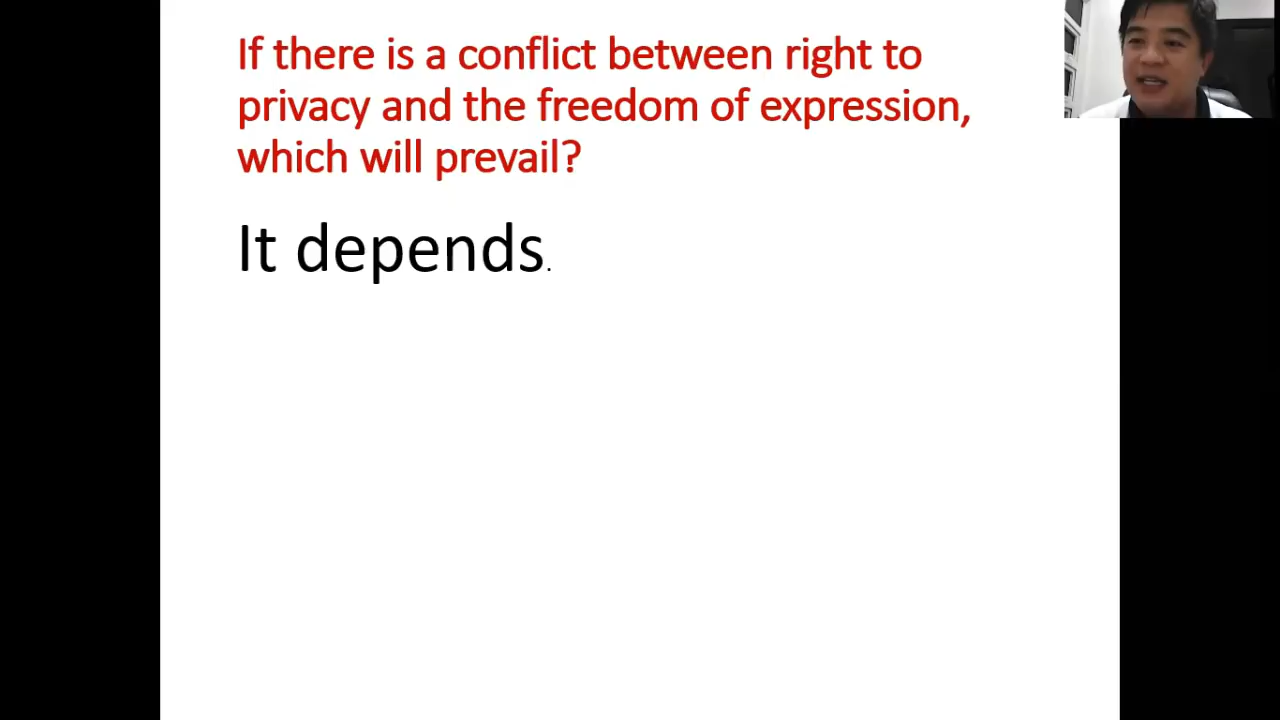 If there is a conflict between right to
privacy and the freedom of expression,
which will prevail?
It depends.